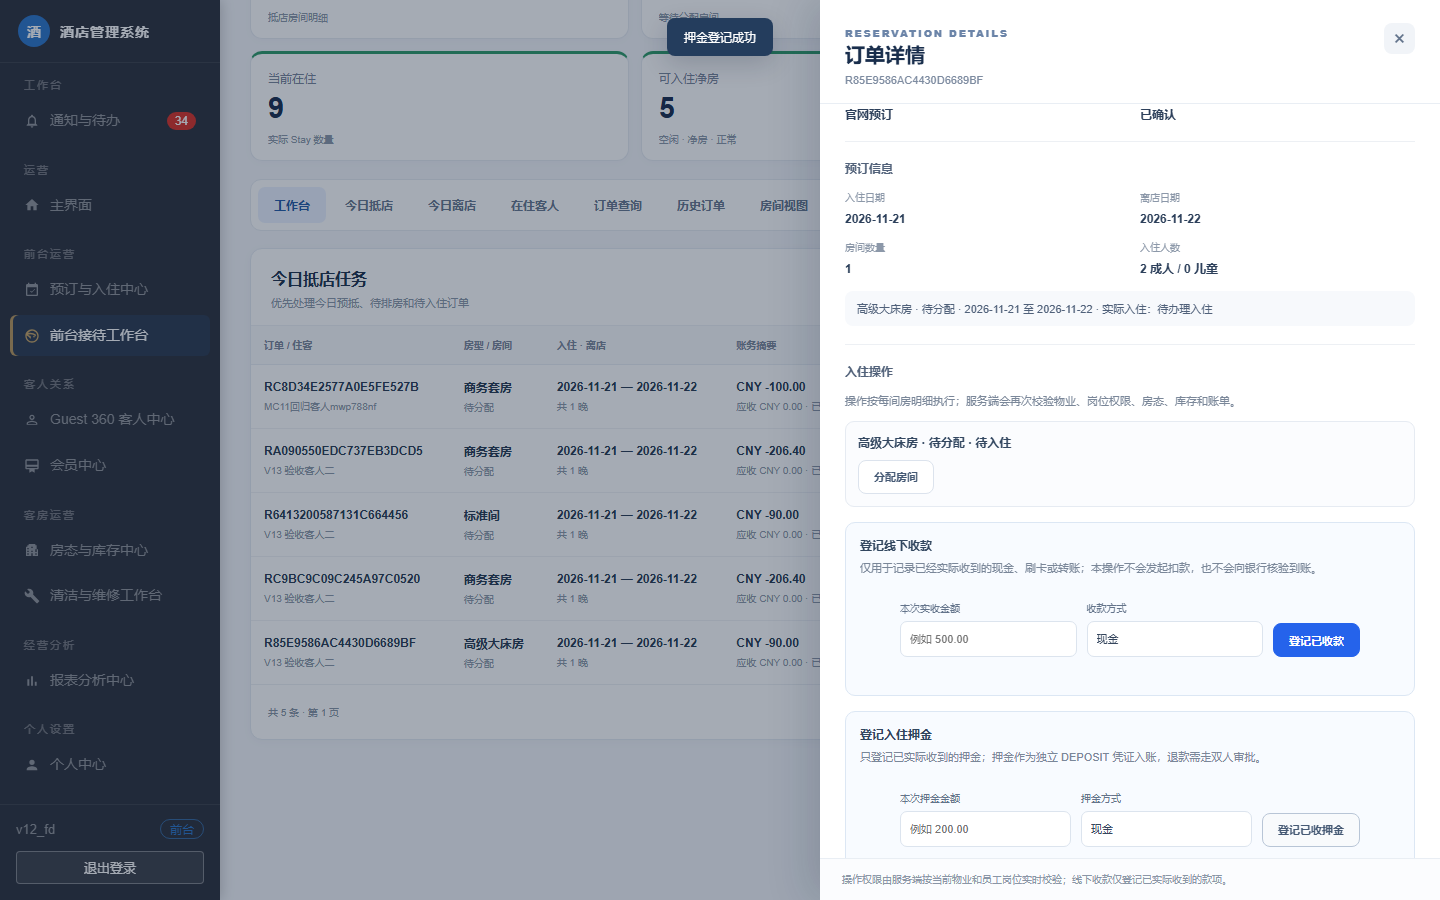 酒 酒店管理系统
工作台
通知与待办 34
运营
主界面
前台运营
预订与入住中心
前台接待工作台
客人关系
Guest 360 客人中心
会员中心
客房运营
房态与库存中心
清洁与维修工作台
经营分析
报表分析中心
个人设置
个人中心
v12_fd 前台
退出登录
抵店房间明细
等待分配房间
押金登记成功
当前在住
9
实际 Stay 数量
可入住净房
5
空闲 · 净房 · 正常
工作台 今日抵店 今日离店 在住客人 订单查询 历史订单 房间视图
今日抵店任务
优先处理今日预抵、待排房和待入住订单
订单 / 住客 房型 / 房间 入住 · 离店 账务摘要
RC8D34E2577A0E5FE527B 商务套房 2026-11-21 — 2026-11-22 CNY -100.00
MC11回归客人mwp788nf 待分配 共 1 晚 应收 CNY 0.00 · 已
RA090550EDC737EB3DCD5 商务套房 2026-11-21 — 2026-11-22 CNY -206.40
V13 验收客人二 待分配 共 1 晚 应收 CNY 0.00 · 已
R6413200587131C664456 标准间 2026-11-21 — 2026-11-22 CNY -90.00
V13 验收客人二 待分配 共 1 晚 应收 CNY 0.00 · 已
RC9BC9C09C245A97C0520 商务套房 2026-11-21 — 2026-11-22 CNY -206.40
V13 验收客人二 待分配 共 1 晚 应收 CNY 0.00 · 已
R85E9586AC4430D6689BF 高级大床房 2026-11-21 — 2026-11-22 CNY -90.00
V13 验收客人二 待分配 共 1 晚 应收 CNY 0.00 · 已
共 5 条 · 第 1 页
RESERVATION DETAILS
订单详情
R85E9586AC4430D6689BF
官网预订 已确认
预订信息
入住日期 离店日期
2026-11-21 2026-11-22
房间数量 入住人数
1 2 成人 / 0 儿童
高级大床房 · 待分配 · 2026-11-21 至 2026-11-22 · 实际入住：待办理入住
入住操作
操作按每间房明细执行；服务端会再次校验物业、岗位权限、房态、库存和账单。
高级大床房 · 待分配 · 待入住
分配房间
登记线下收款
仅用于记录已经实际收到的现金、刷卡或转账；本操作不会发起扣款，也不会向银行核验到账。
本次实收金额 收款方式
例如 500.00 现金 登记已收款
登记入住押金
只登记已实际收到的押金；押金作为独立 DEPOSIT 凭证入账，退款需走双人审批。
本次押金金额 押金方式
例如 200.00 现金 登记已收押金
操作权限由服务端按当前物业和员工岗位实时校验；线下收款仅登记已实际收到的款项。